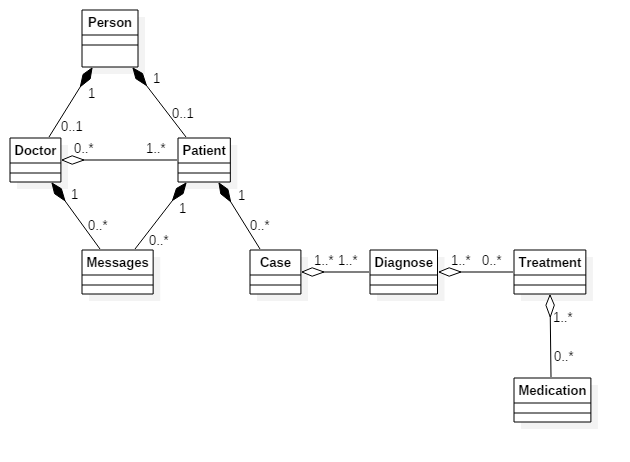 Person
1
1
0..1
0..1
Doctor
0..*
1..*
Patient
1
1
1
0..*
0..*
0..*
Messages
Case
1..*
1..*
Diagnose
1..*
0..*
Treatment
1..*
0..*
Medication